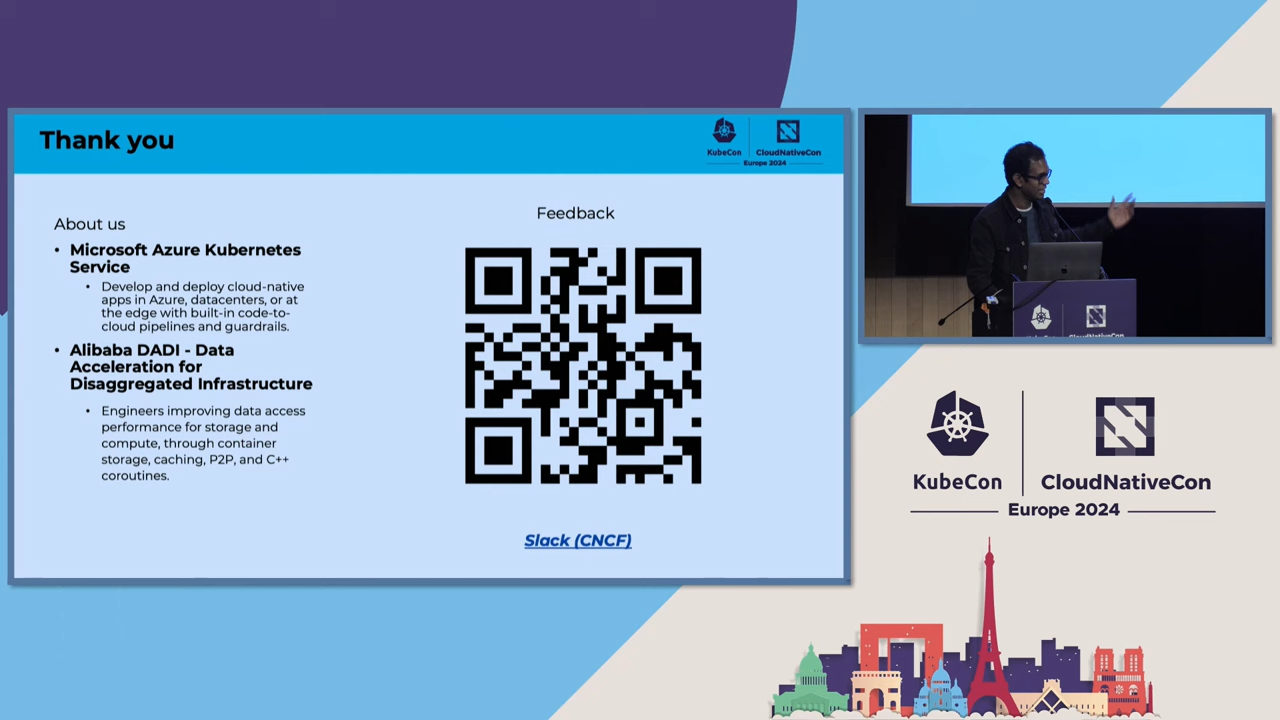 Thank you
KubeCon
CloudNativeCon
Europe 2024
About us
• Microsoft Azure Kubernetes
Service
• Develop and deploy cloud-native
apps in Azure, datacenters, or at
the edge with built-in code-to-
cloud pipelines and guardrails.
• Alibaba DADI - Data
Acceleration for
Disaggregated Infrastructure
• Engineers improving data access
performance for storage and
compute, through container
storage, caching, P2P, and C++
coroutines.
Feedback
Slack (CNCF)
KubeCon
CloudNativeCon
Europe 2024